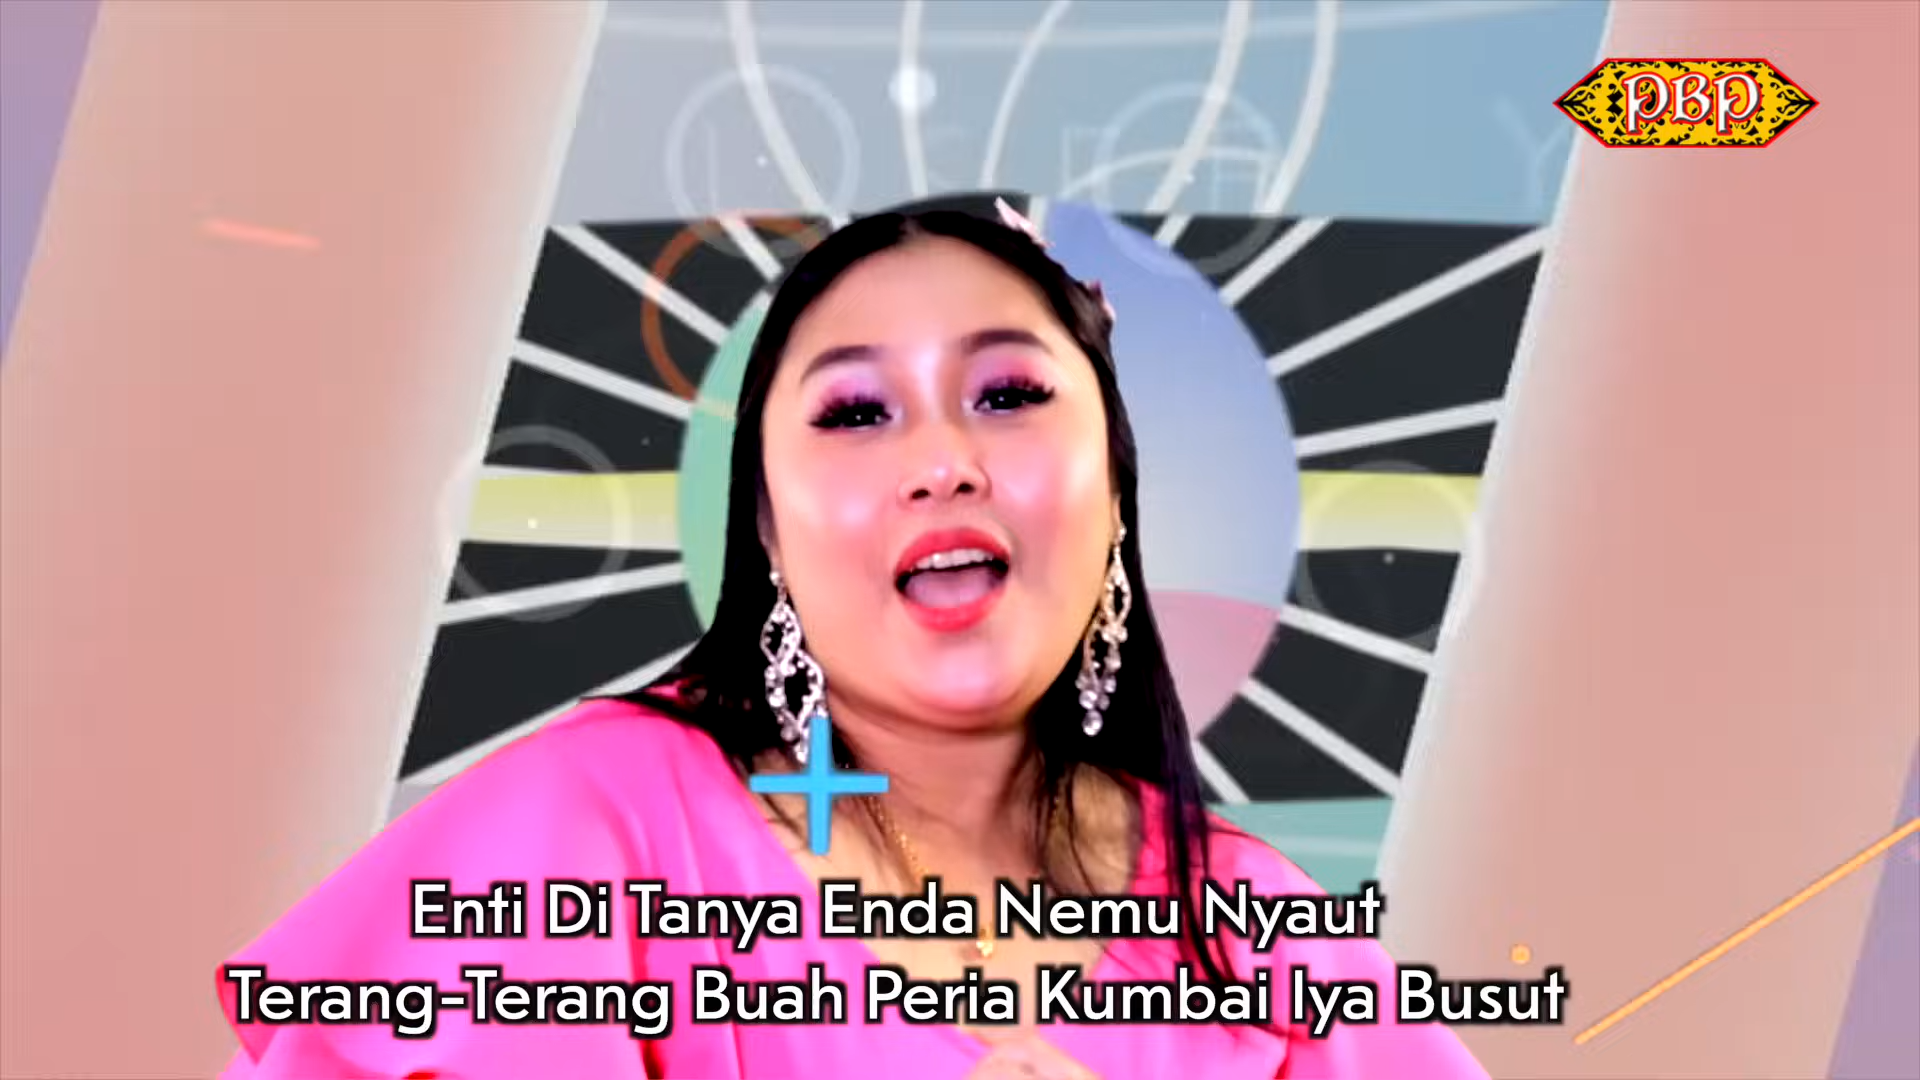 PBP
Enti Di Tanya Enda Nemu Nyaut
Terang-Terang Buah Peria Kumbai Iya Busut